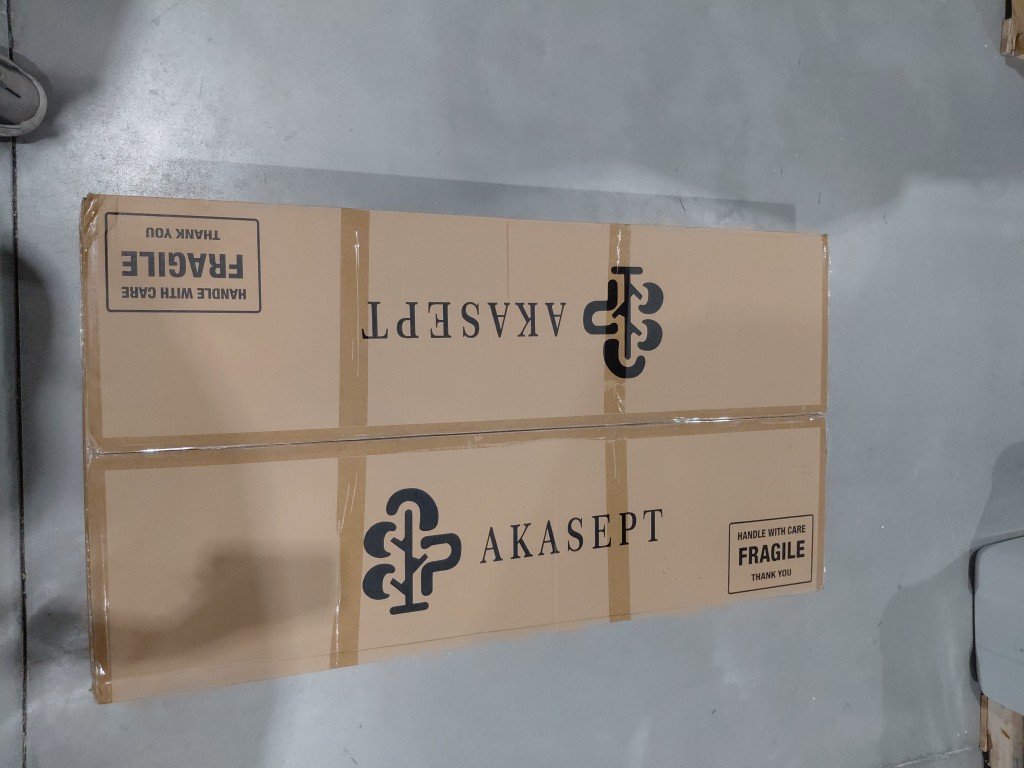 HANDLE WITH CARE
FRAGILE
THANK YOU
AKASEPT
AKASEPT
HANDLE WITH CARE
FRAGILE
THANK YOU